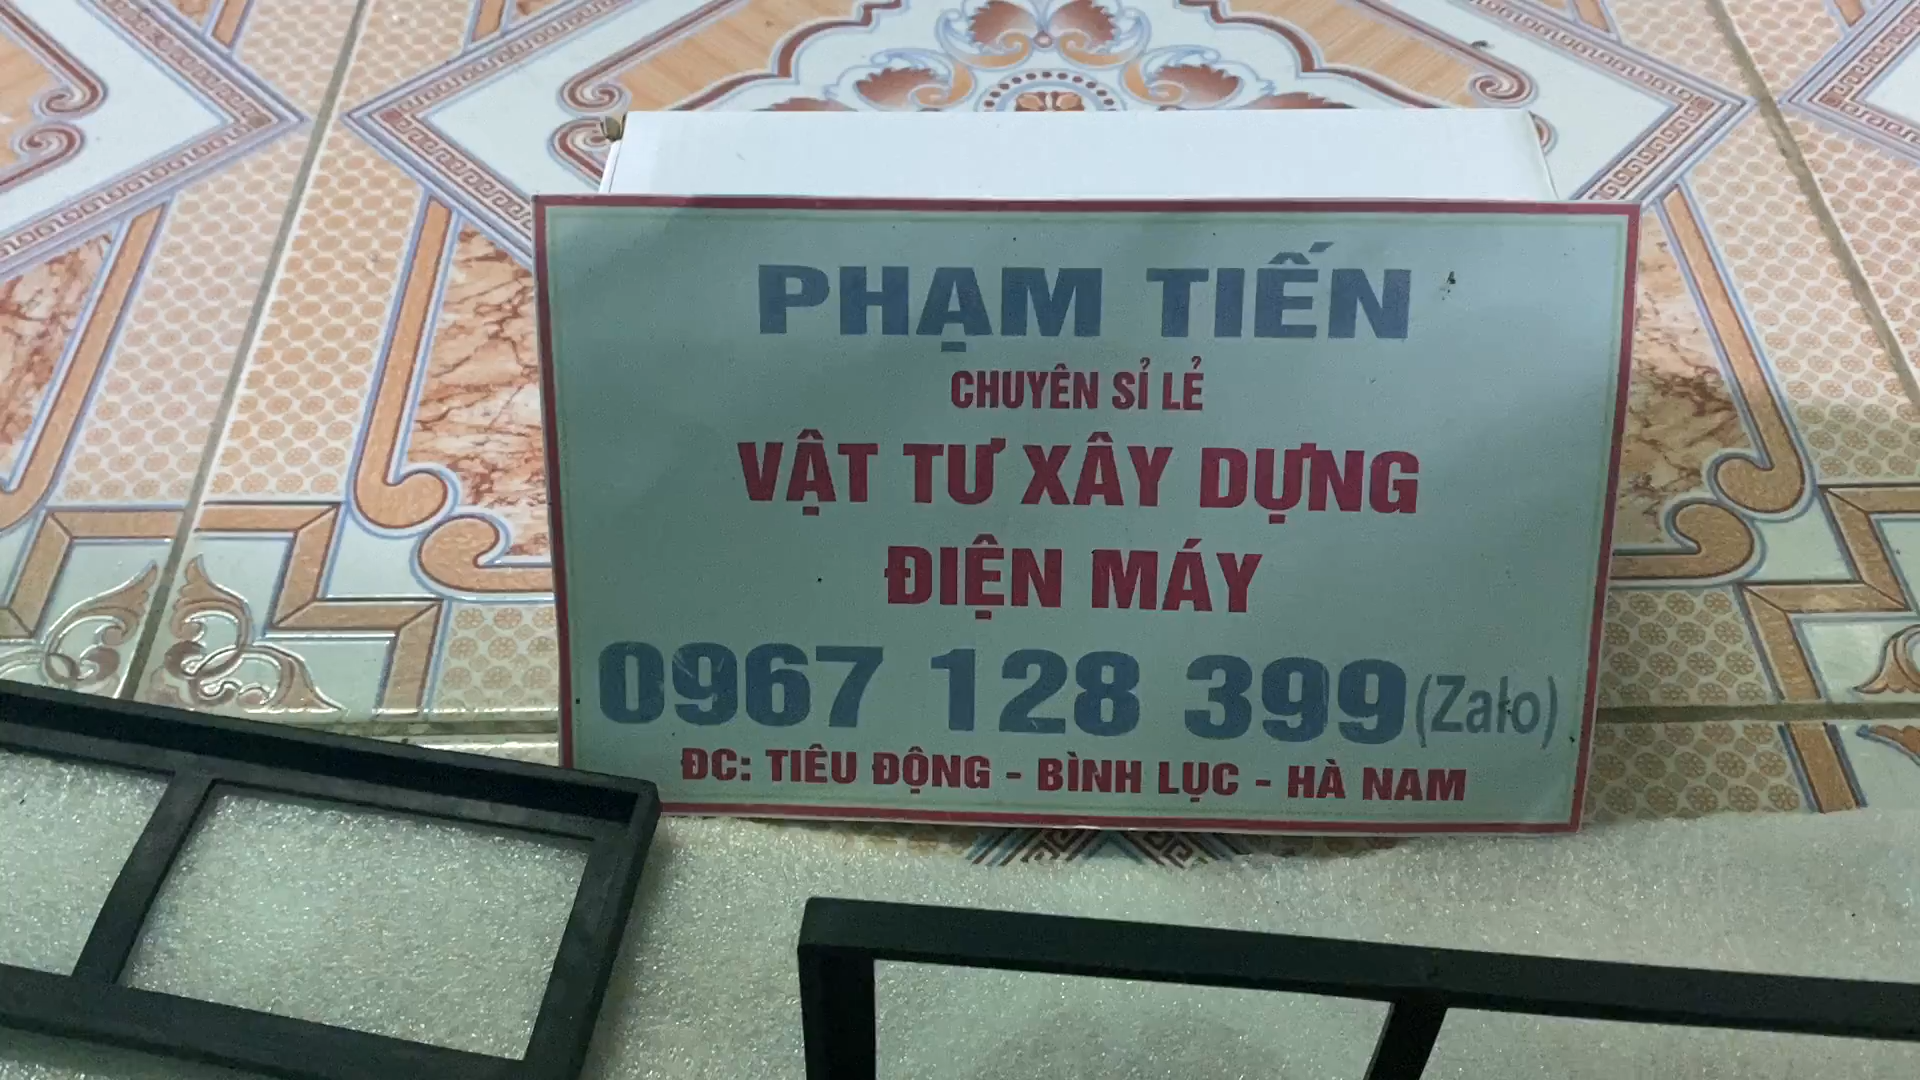 PHẠM TIẾN
CHUYÊN SỈ LẺ
VẬT TƯ XÂY DỰNG
ĐIỆN MÁY
0967 128 399 (Zalo)
ĐC: TIÊU ĐỘNG - BÌNH LỤC - HÀ NAM